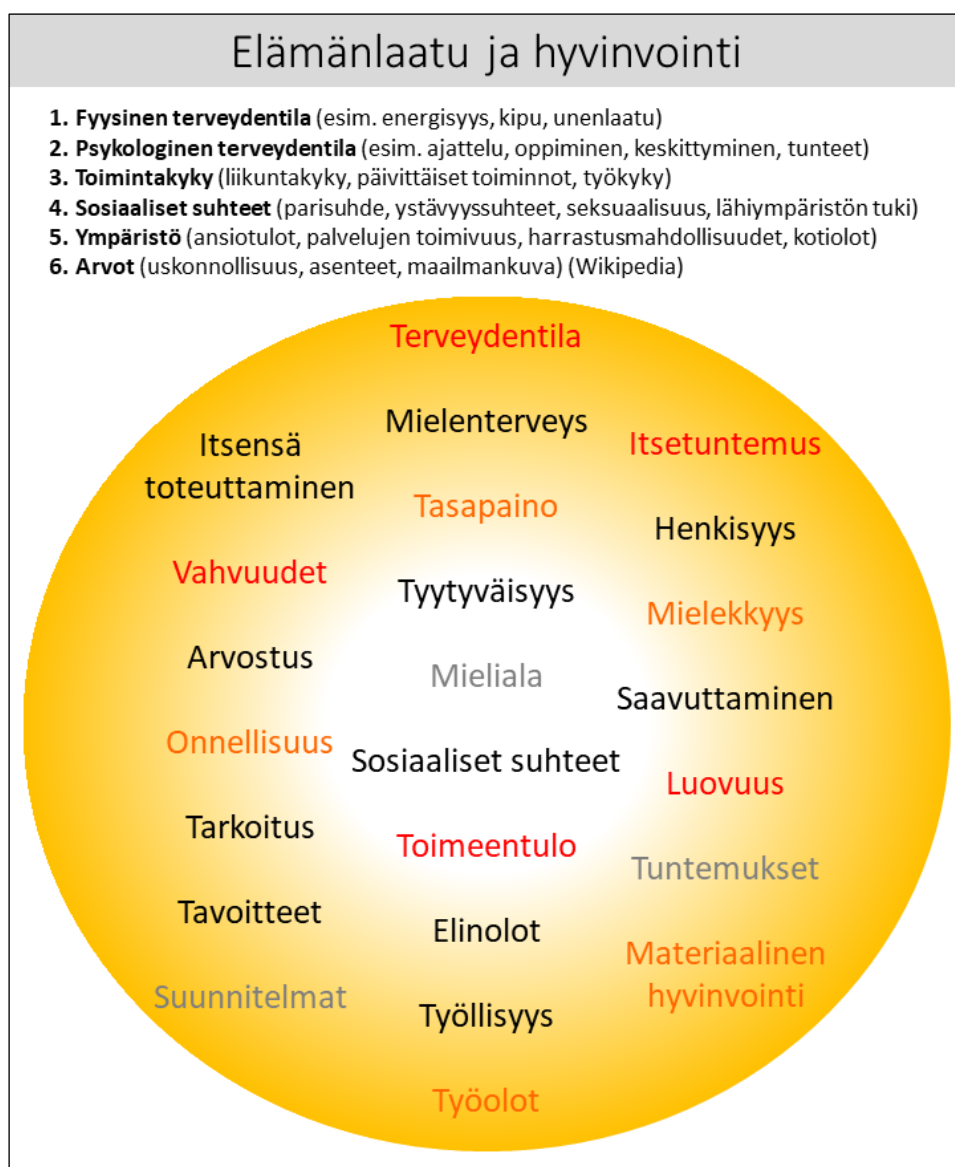 Elämänlaatu ja hyvinvointi
1. Fyysinen terveydentila (esim. energisyys, kipu, unenlaatu)
2. Psykologinen terveydentila (esim. ajattelu, oppiminen, keskittyminen, tunteet)
3. Toimintakyky (liikuntakyky, päivittäiset toiminnot, työkyky)
4. Sosiaaliset suhteet (parisuhde, ystävyyssuhteet, seksuaalisuus, lähiympäristön tuki)
5. Ympäristö (ansiotulot, palvelujen toimivuus, harrastusmahdollisuudet, kotiolot)
6. Arvot (uskonnollisuus, asenteet, maailmankuva) (Wikipedia)
Itsensä
toteuttaminen
Vahvuudet
Arvostus
Onnellisuus
Tarkoitus
Tavoitteet
Suunnitelmat
Terveydentila
Mielenterveys
Tasapaino
Tyytyväisyys
Mieliala
Sosiaaliset suhteet
Toimeentulo
Elinolot
Työllisyys
Työolot
Itsetuntemus
Henkisyys
Mielekkyys
Saavuttaminen
Luovuus
Tuntemukset
Materiaalinen
hyvinvointi